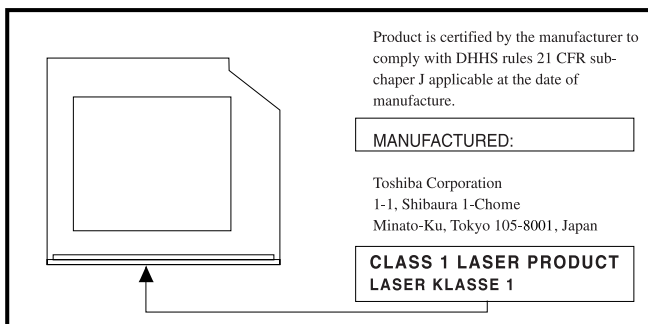 Product is certified by the manufacturer to
comply with DHHS rules 21 CFR sub-
chaper J applicable at the date of
manufacture.
MANUFACTURED:
Toshiba Corporation
1-1, Shibaura 1-Chome
Minato-Ku, Tokyo 105-8001, Japan
CLASS 1 LASER PRODUCT
LASER KLASSE 1